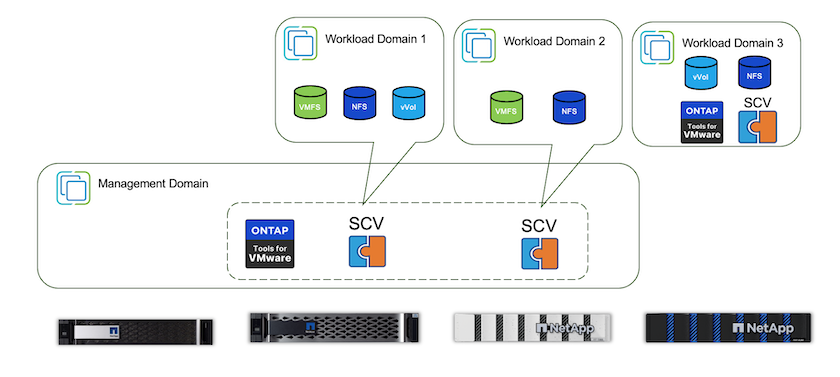 Workload Domain 1
VMFS
NFS
vVol
Workload Domain 2
VMFS
NFS
Workload Domain 3
vVol
NFS
ONTAP
Tools for
VMware
SCV
Management Domain
ONTAP
Tools for
VMware
SCV
SCV
NetApp
NetApp